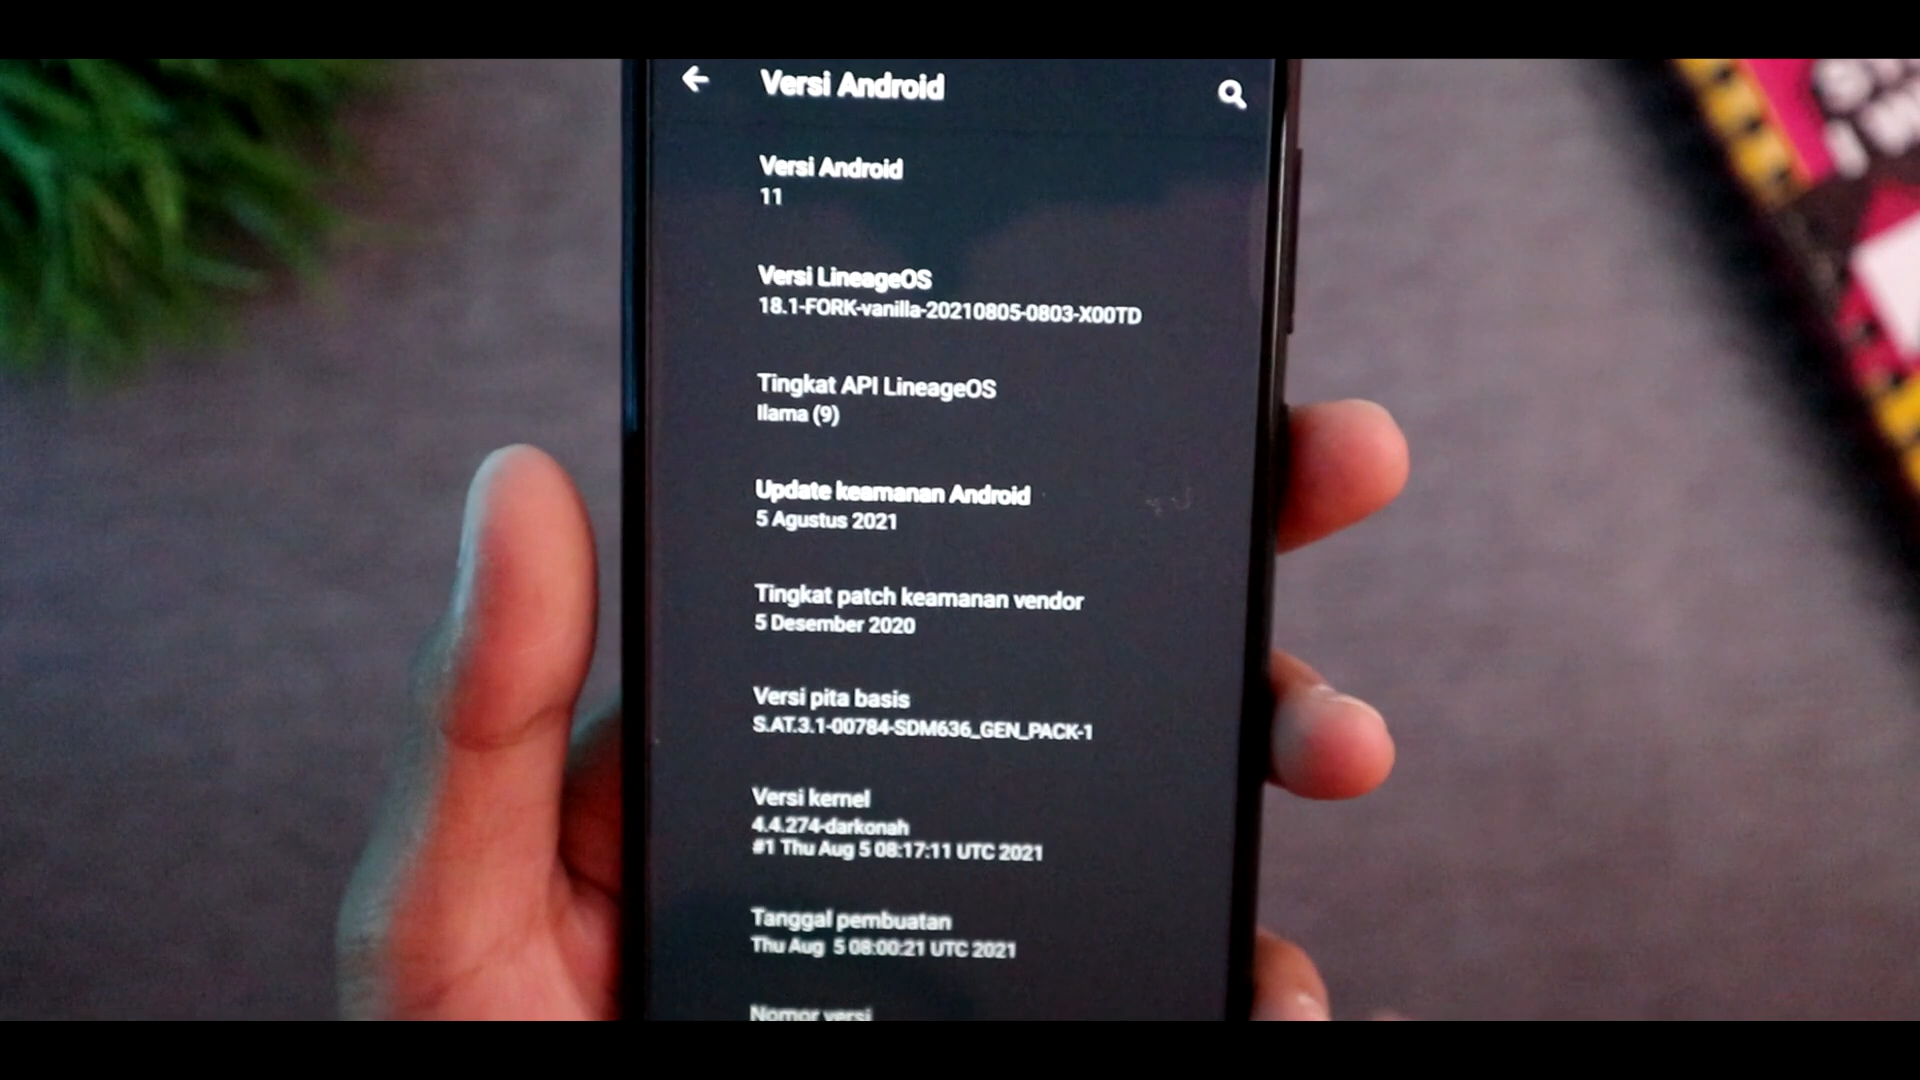 Versi Android
Versi Android
11
Versi LineageOS
18.1-FORK-vanilla-20210805-0803-X00TD
Tingkat API LineageOS
llama (9)
Update keamanan Android
5 Agustus 2021
Tingkat patch keamanan vendor
5 Desember 2020
Versi pita basis
S.AT.3.1-00784-SDM636_GEN_PACK-1
Versi kernel
4.4.274-darkonah
#1 Thu Aug 5 08:17:11 UTC 2021
Tanggal pembuatan
Thu Aug  5 08:00:21 UTC 2021
Nomor versi